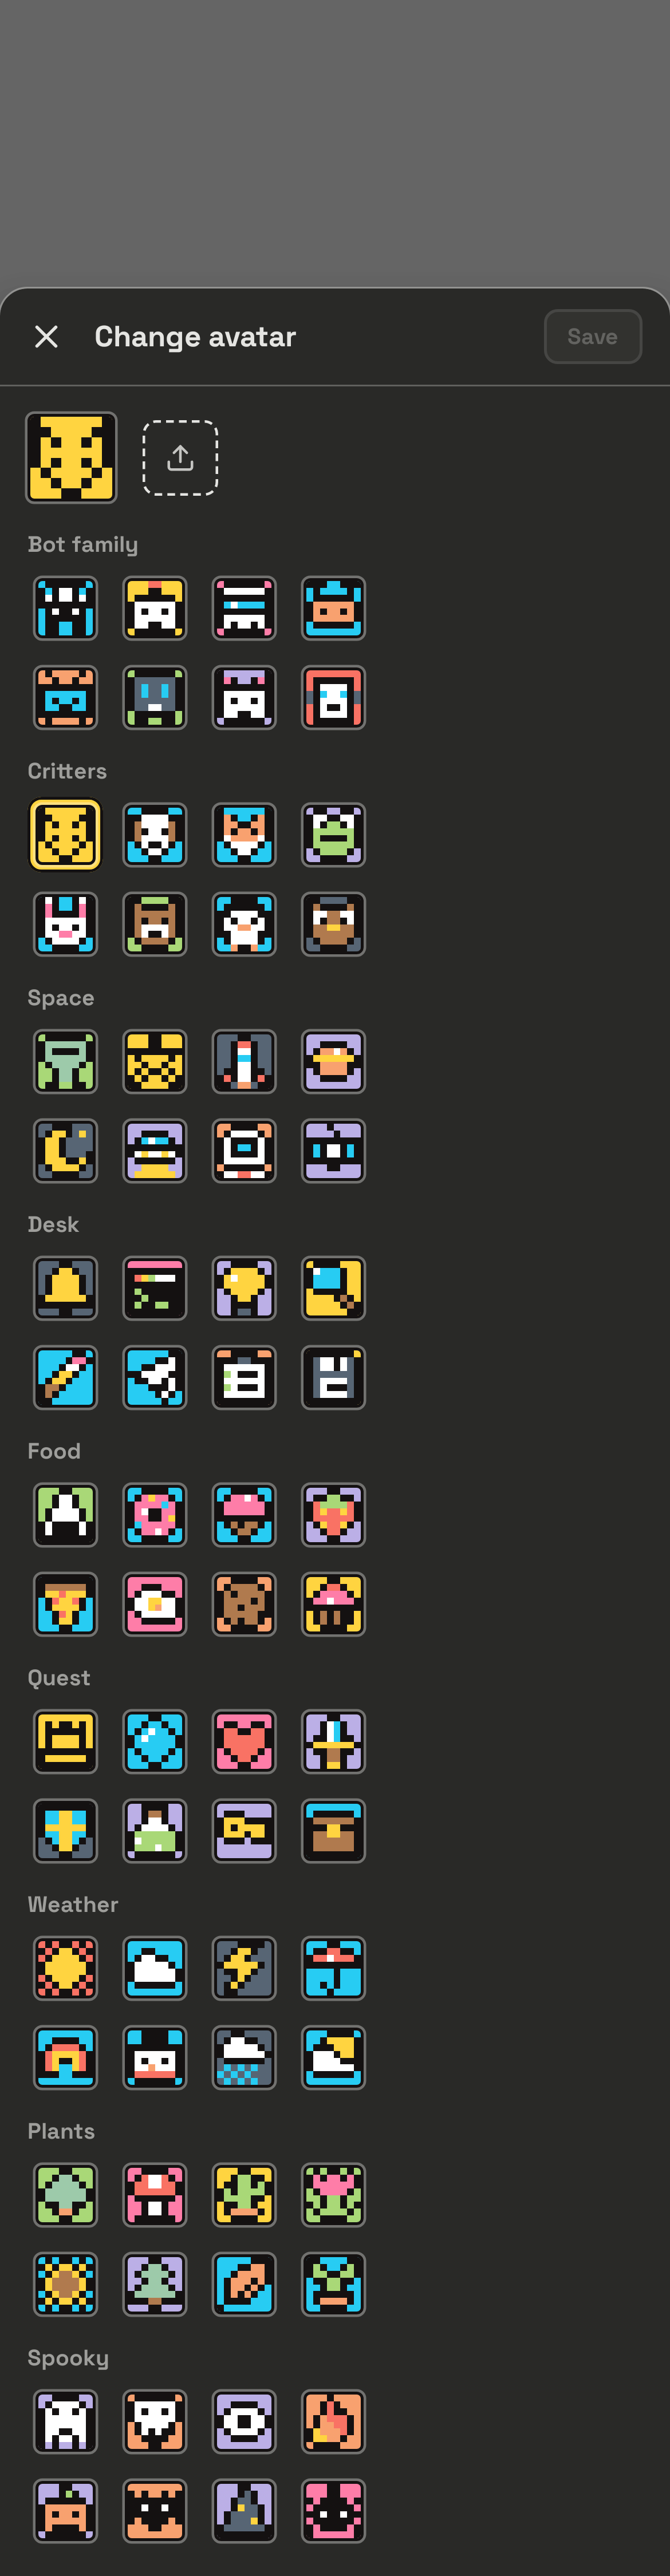 Change avatar
Save
Bot family
Critters
Space
Desk
Food
Quest
Weather
Plants
Spooky